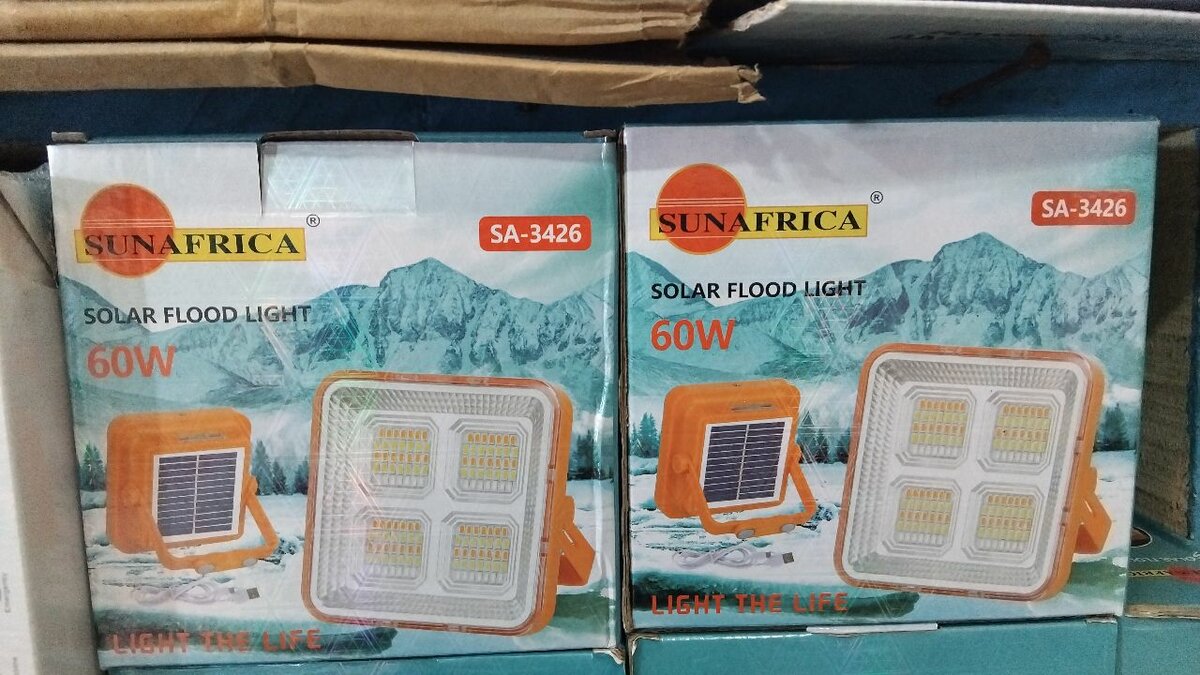 SUNAFRICA ®
SA-3426
SOLAR FLOOD LIGHT
60W
LIGHT THE LIFE
SUNAFRICA ®
SA-3426
SOLAR FLOOD LIGHT
60W
LIGHT THE LIFE